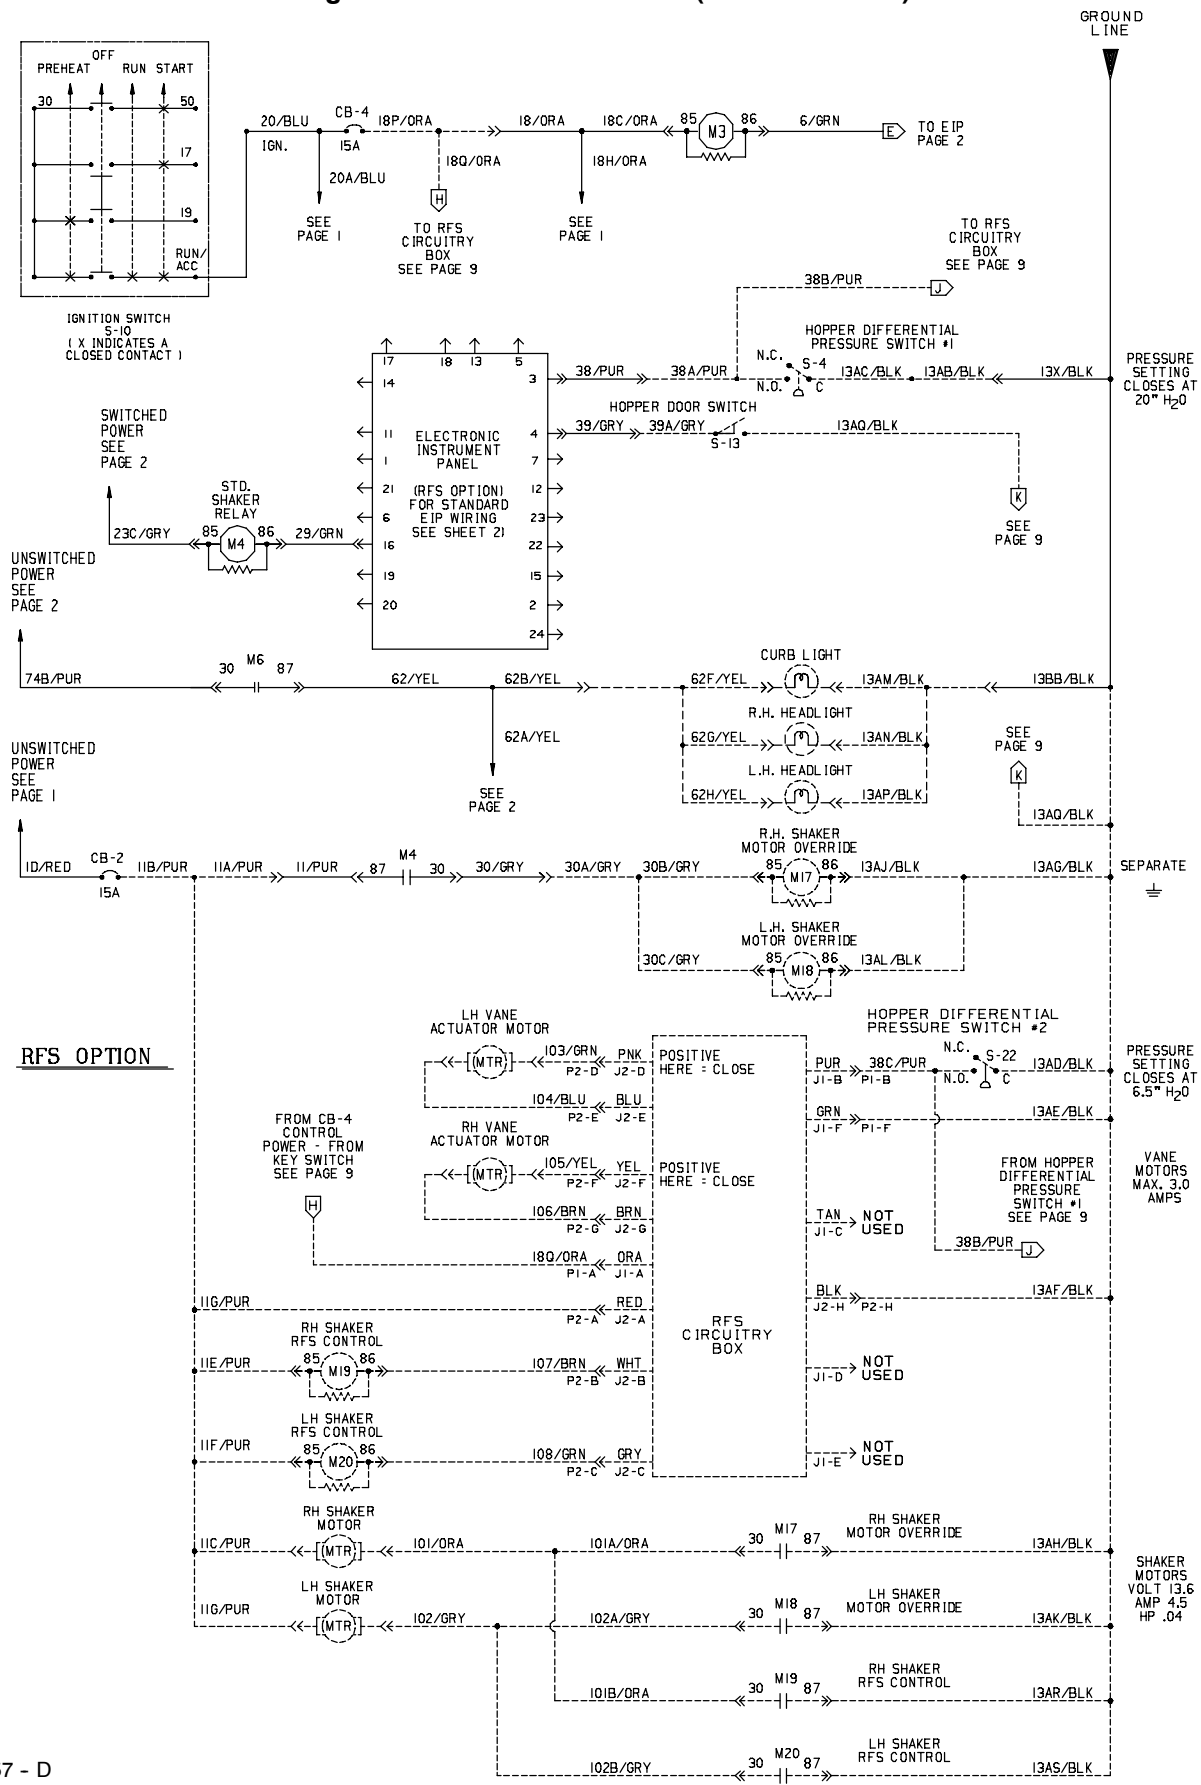 GROUND
LINE
OFF
PREHEAT
RUN
START
30
50
17
19
RUN/
ACC
IGNITION SWITCH
S-10
( X INDICATES A
CLOSED CONTACT )
20/BLU
IGN.
CB-4
15A
18P/ORA
18/ORA
18C/ORA
85
M3
86
6/GRN
E
TO EIP
PAGE 2
20A/BLU
SEE
PAGE 1
18Q/ORA
H
TO RFS
CIRCUITRY
BOX
SEE PAGE 9
18H/ORA
SEE
PAGE 1
TO RFS
CIRCUITRY
BOX
SEE PAGE 9
38B/PUR
J
HOPPER DIFFERENTIAL
PRESSURE SWITCH #1
N.C.
S-4
N.O.
C
38/PUR
38A/PUR
13AC/BLK
13AB/BLK
13X/BLK
PRESSURE
SETTING
CLOSES AT
20" H2O
HOPPER DOOR SWITCH
39/GRY
39A/GRY
S-13
13AQ/BLK
K
SEE
PAGE 9
17
18
13
5
14
11
1
21
6
16
19
20
3
4
7
12
23
22
15
2
24
ELECTRONIC
INSTRUMENT
PANEL
(RFS OPTION)
FOR STANDARD
EIP WIRING
SEE SHEET 2)
SWITCHED
POWER
SEE
PAGE 2
STD.
SHAKER
RELAY
23C/GRY
85
M4
86
29/GRN
UNSWITCHED
POWER
SEE
PAGE 2
74B/PUR
30
M6
87
62/YEL
62B/YEL
62A/YEL
SEE
PAGE 2
CURB LIGHT
62F/YEL
13AM/BLK
13BB/BLK
R.H. HEADLIGHT
62G/YEL
13AN/BLK
L.H. HEADLIGHT
62H/YEL
13AP/BLK
SEE
PAGE 9
K
13AQ/BLK
UNSWITCHED
POWER
SEE
PAGE 1
1D/RED
CB-2
15A
11B/PUR
11A/PUR
11/PUR
87
M4
30
30/GRY
30A/GRY
30B/GRY
R.H. SHAKER
MOTOR OVERRIDE
85
M17
86
13AJ/BLK
13AG/BLK
SEPARATE
L.H. SHAKER
MOTOR OVERRIDE
30C/GRY
85
M18
86
13AL/BLK
RFS OPTION
LH VANE
ACTUATOR MOTOR
MTR
103/GRN
P2-D
PNK
J2-D
POSITIVE
HERE = CLOSE
104/BLU
P2-E
BLU
J2-E
RH VANE
ACTUATOR MOTOR
MTR
105/YEL
P2-F
YEL
J2-F
POSITIVE
HERE = CLOSE
106/BRN
P2-G
BRN
J2-G
FROM CB-4
CONTROL
POWER - FROM
KEY SWITCH
SEE PAGE 9
H
18Q/ORA
P1-A
ORA
J1-A
11G/PUR
P2-A
RED
J2-A
RFS
CIRCUITRY
BOX
HOPPER DIFFERENTIAL
PRESSURE SWITCH #2
PUR
J1-B
38C/PUR
P1-B
N.C.
S-22
N.O.
C
13AD/BLK
PRESSURE
SETTING
CLOSES AT
6.5" H2O
GRN
J1-F
P1-F
13AE/BLK
VANE
MOTORS
MAX. 3.0
AMPS
FROM HOPPER
DIFFERENTIAL
PRESSURE
SWITCH #1
SEE PAGE 9
38B/PUR
J
TAN
J1-C
NOT
USED
BLK
J2-H
P2-H
13AF/BLK
J1-D
NOT
USED
J1-E
NOT
USED
RH SHAKER
RFS CONTROL
11E/PUR
85
M19
86
107/BRN
P2-B
WHT
J2-B
LH SHAKER
RFS CONTROL
11F/PUR
85
M20
86
108/GRN
P2-C
GRY
J2-C
RH SHAKER
MOTOR
11C/PUR
MTR
101/ORA
101A/ORA
30
M17
87
RH SHAKER
MOTOR OVERRIDE
13AH/BLK
LH SHAKER
MOTOR
11G/PUR
MTR
102/GRY
102A/GRY
30
M18
87
LH SHAKER
MOTOR OVERRIDE
13AK/BLK
SHAKER
MOTORS
VOLT 13.6
AMP 4.5
HP .04
101B/ORA
30
M19
87
RH SHAKER
RFS CONTROL
13AR/BLK
102B/GRY
30
M20
87
LH SHAKER
RFS CONTROL
13AS/BLK
7 - D